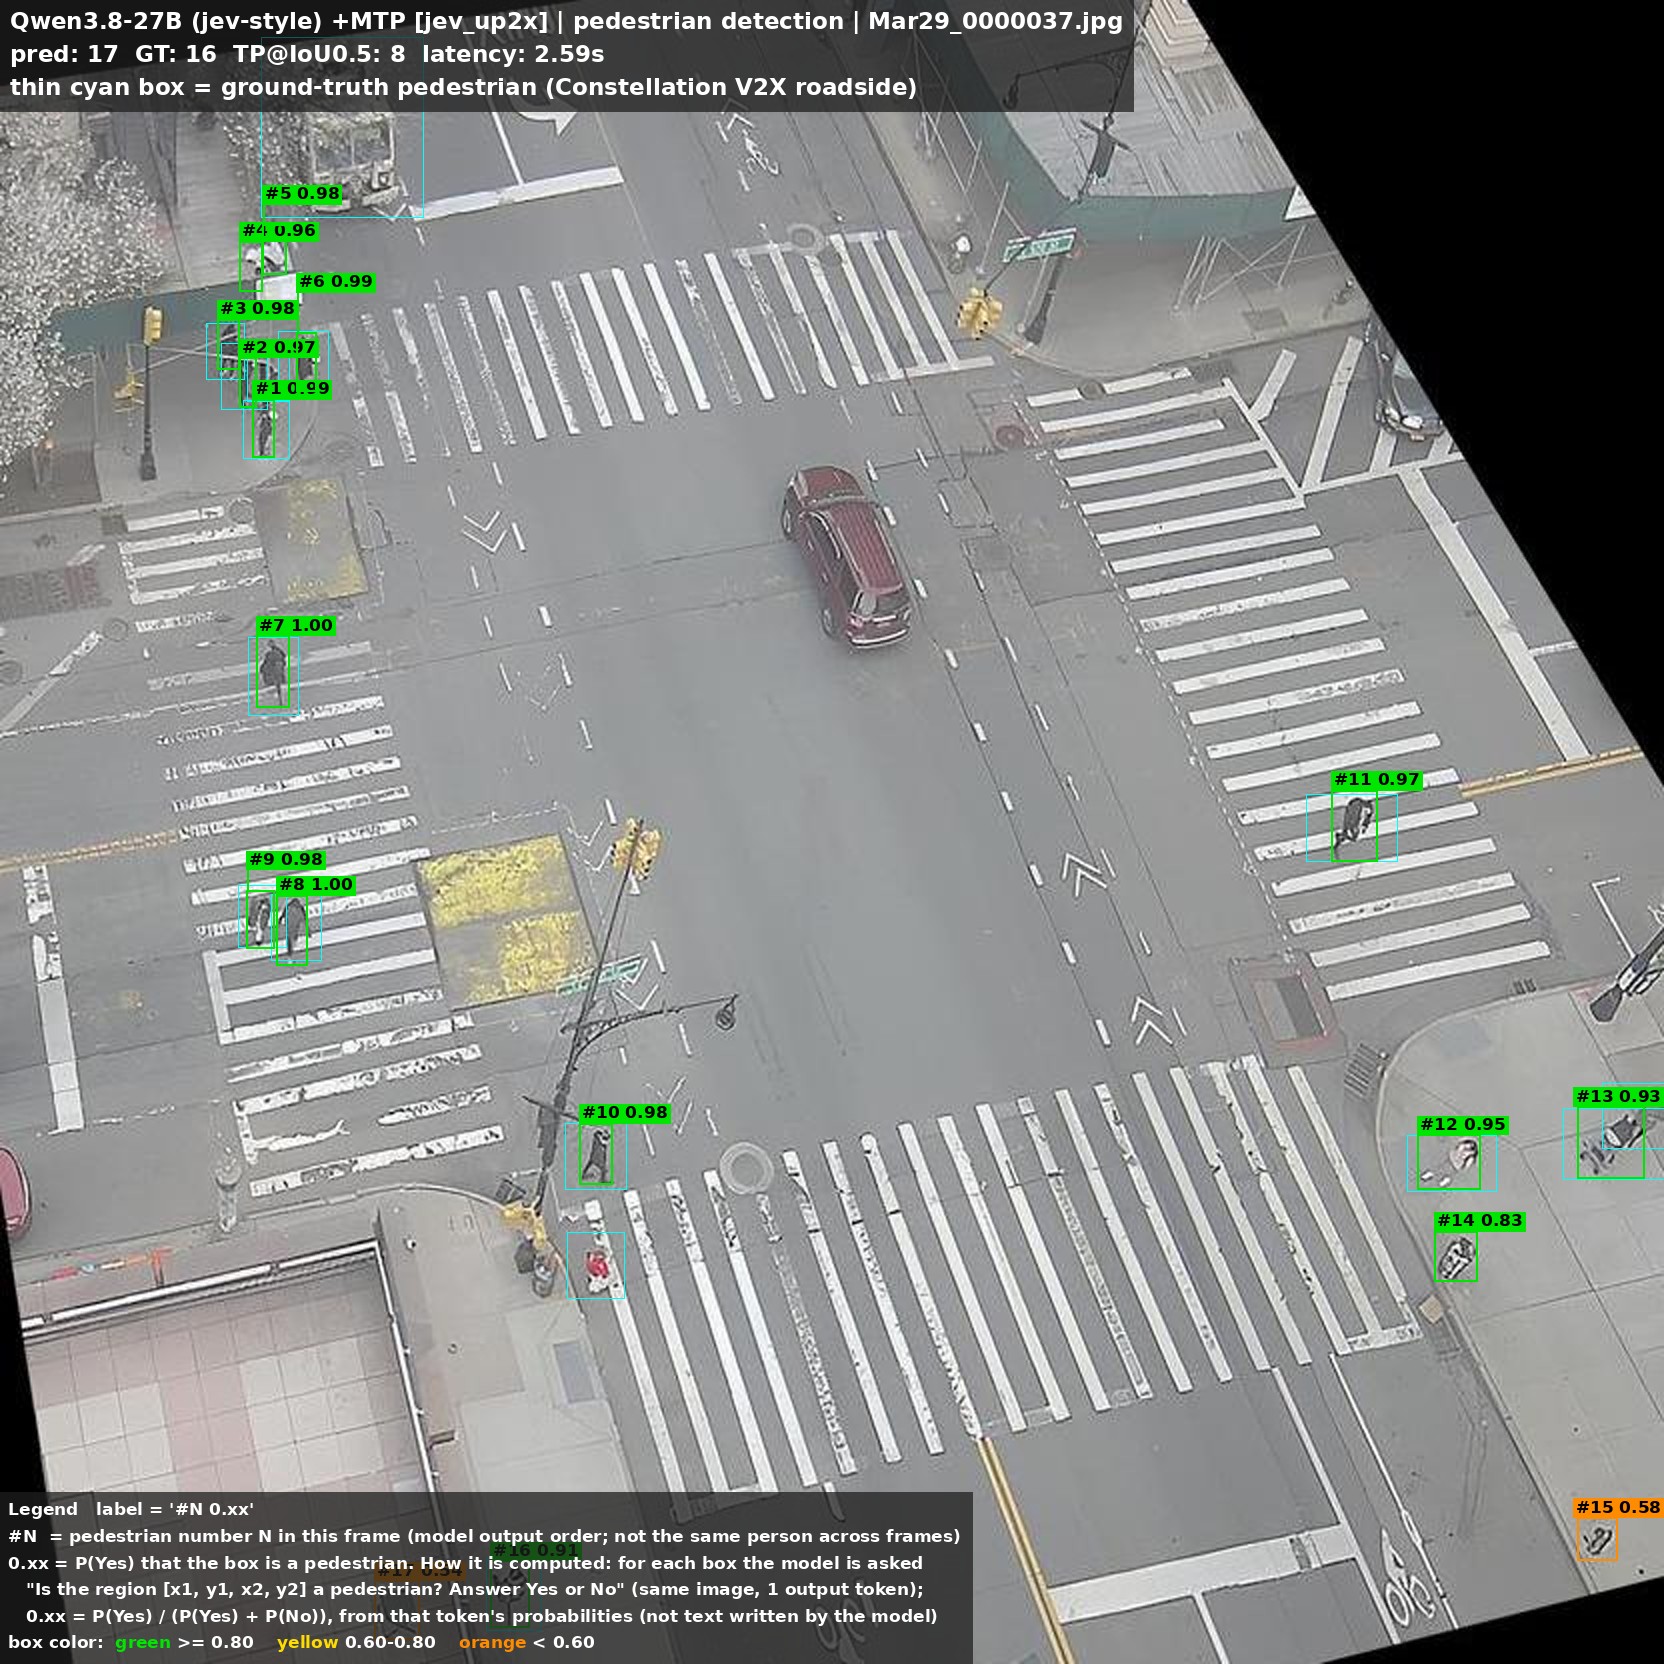 Qwen3.8-27B (jev-style) +MTP [jev_up2x] | pedestrian detection | Mar29_0000037.jpg
pred: 17  GT: 16  TP@IoU0.5: 8  latency: 2.59s
thin cyan box = ground-truth pedestrian (Constellation V2X roadside)
#5 0.98
#4 0.96
#6 0.99
#3 0.98
#2 0.97
#1 0.99
#7 1.00
#11 0.97
#9 0.98
#8 1.00
#10 0.98
#13 0.93
#12 0.95
#14 0.83
#15 0.58
#16 0.91
#17 0.54
Legend   label = '#N 0.xx'
#N  = pedestrian number N in this frame (model output order; not the same person across frames)
0.xx = P(Yes) that the box is a pedestrian. How it is computed: for each box the model is asked
"Is the region [x1, y1, x2, y2] a pedestrian? Answer Yes or No" (same image, 1 output token);
0.xx = P(Yes) / (P(Yes) + P(No)), from that token's probabilities (not text written by the model)
box color:  green >= 0.80    yellow 0.60-0.80    orange < 0.60